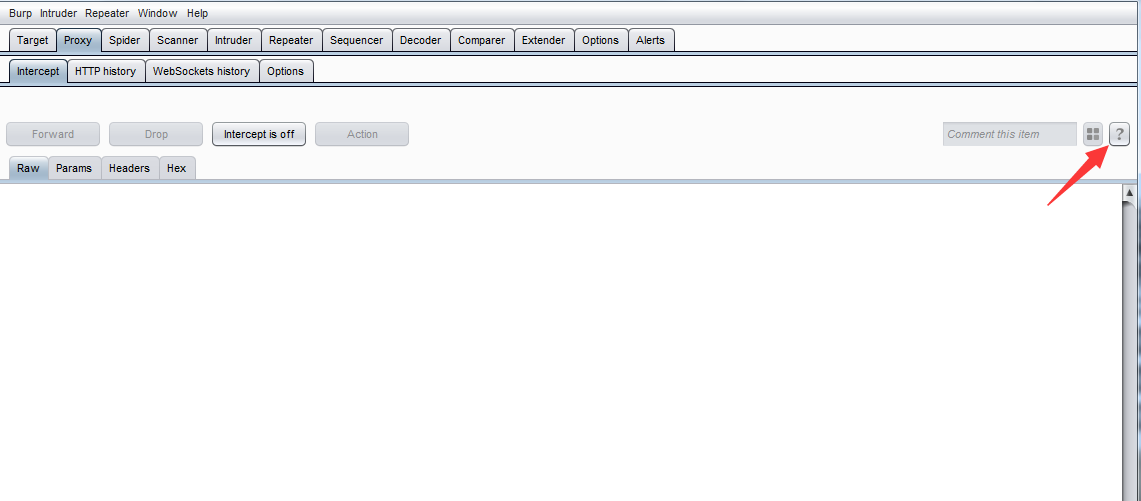 Burp Intruder Repeater Window Help
Target Proxy Spider Scanner Intruder Repeater Sequencer Decoder Comparer Extender Options Alerts
Intercept HTTP history WebSockets history Options
Forward Drop Intercept is off Action Comment this item ?
Raw Params Headers Hex